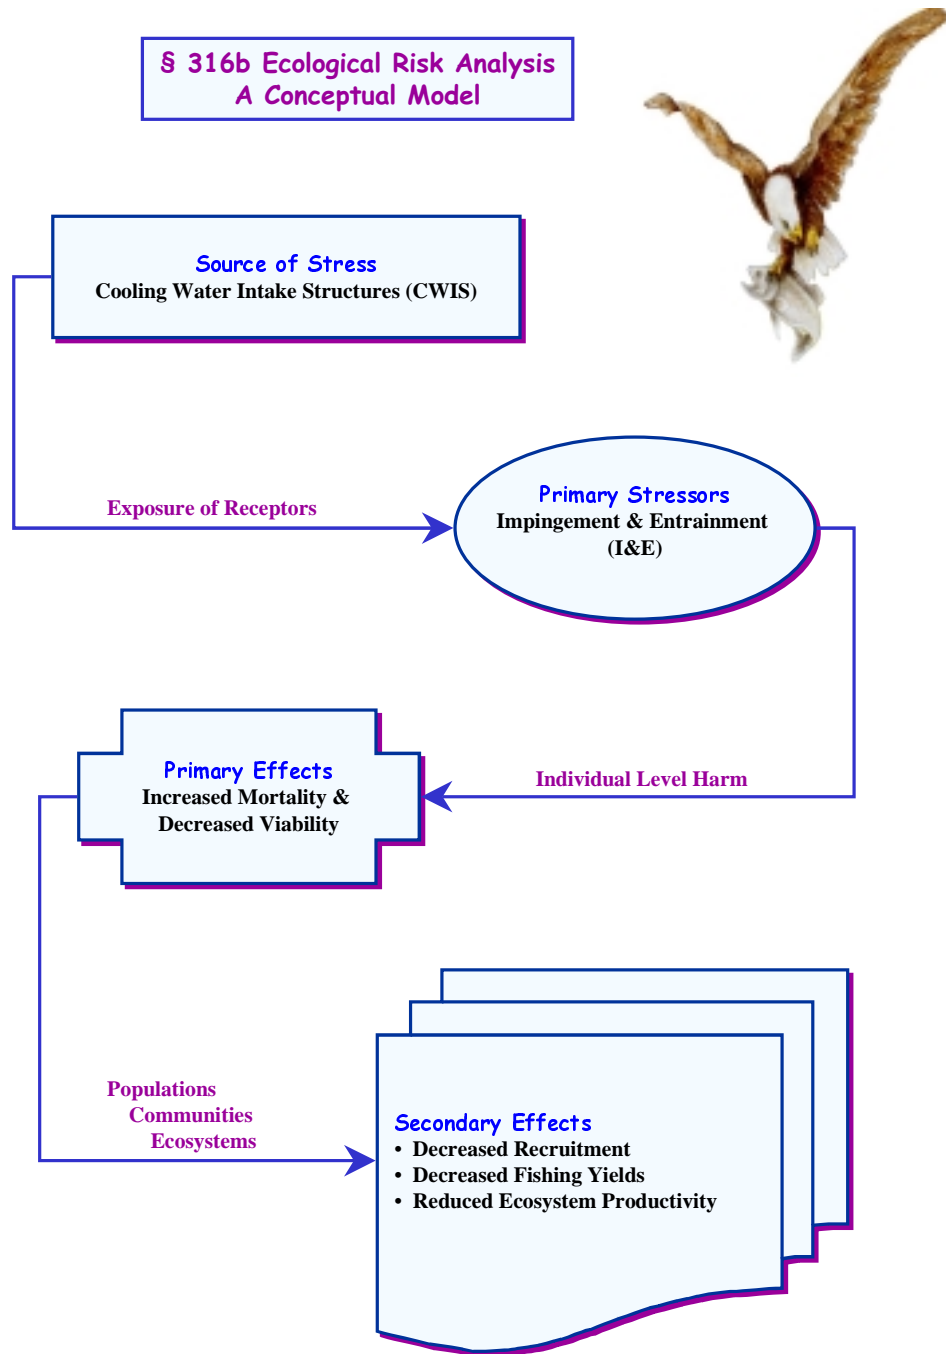 § 316b Ecological Risk Analysis
A Conceptual Model
Source of Stress
Cooling Water Intake Structures (CWIS)
Exposure of Receptors
Primary Stressors
Impingement & Entrainment
(I&E)
Individual Level Harm
Primary Effects
Increased Mortality &
Decreased Viability
Populations
Communities
Ecosystems
Secondary Effects
• Decreased Recruitment
• Decreased Fishing Yields
• Reduced Ecosystem Productivity